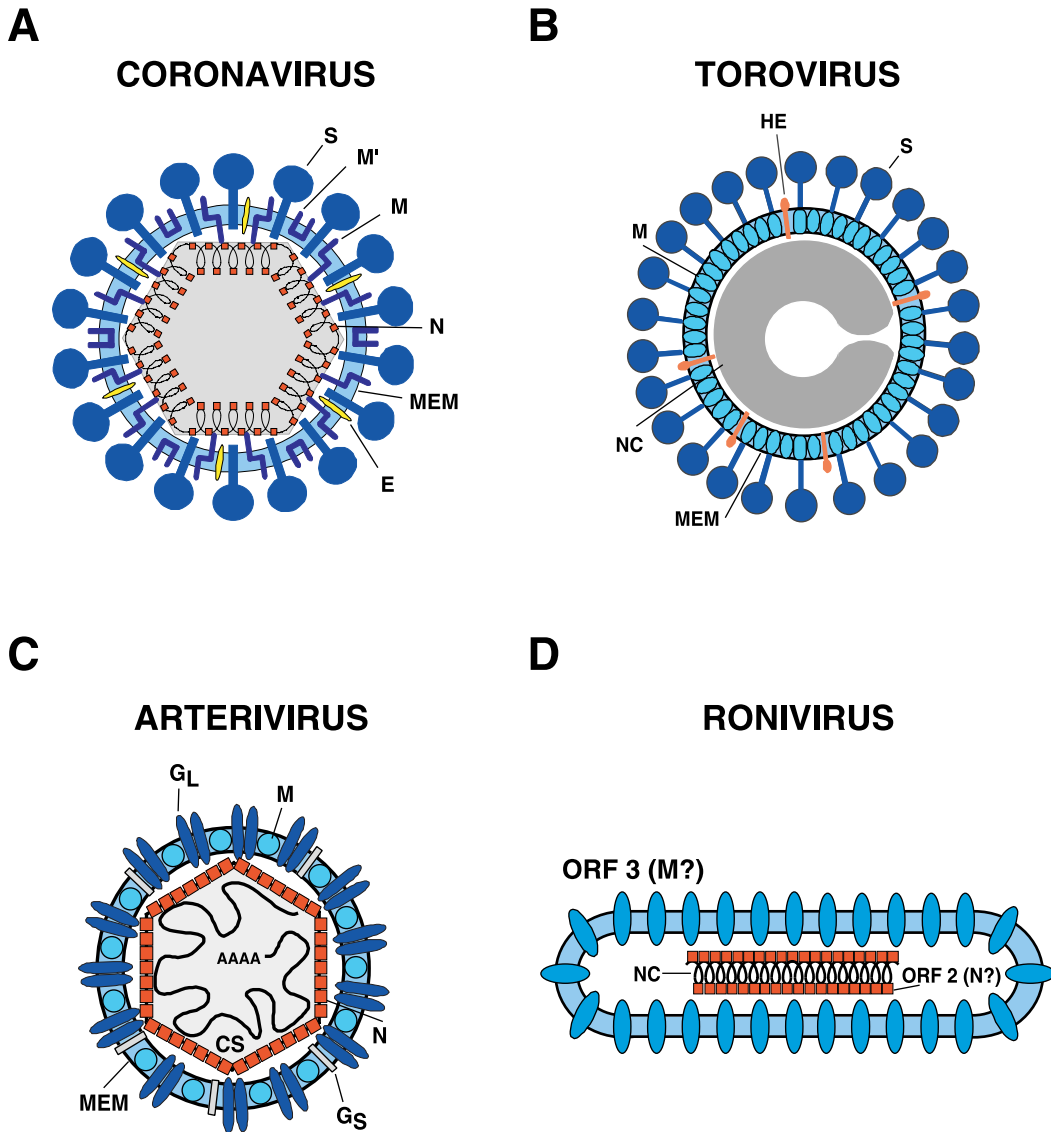 A
CORONAVIRUS
S
M'
M
N
MEM
E
B
TOROVIRUS
HE
S
M
NC
MEM
C
ARTERIVIRUS
GL
M
AAAA
CS
N
MEM
GS
D
RONIVIRUS
ORF 3 (M?)
NC
ORF 2 (N?)